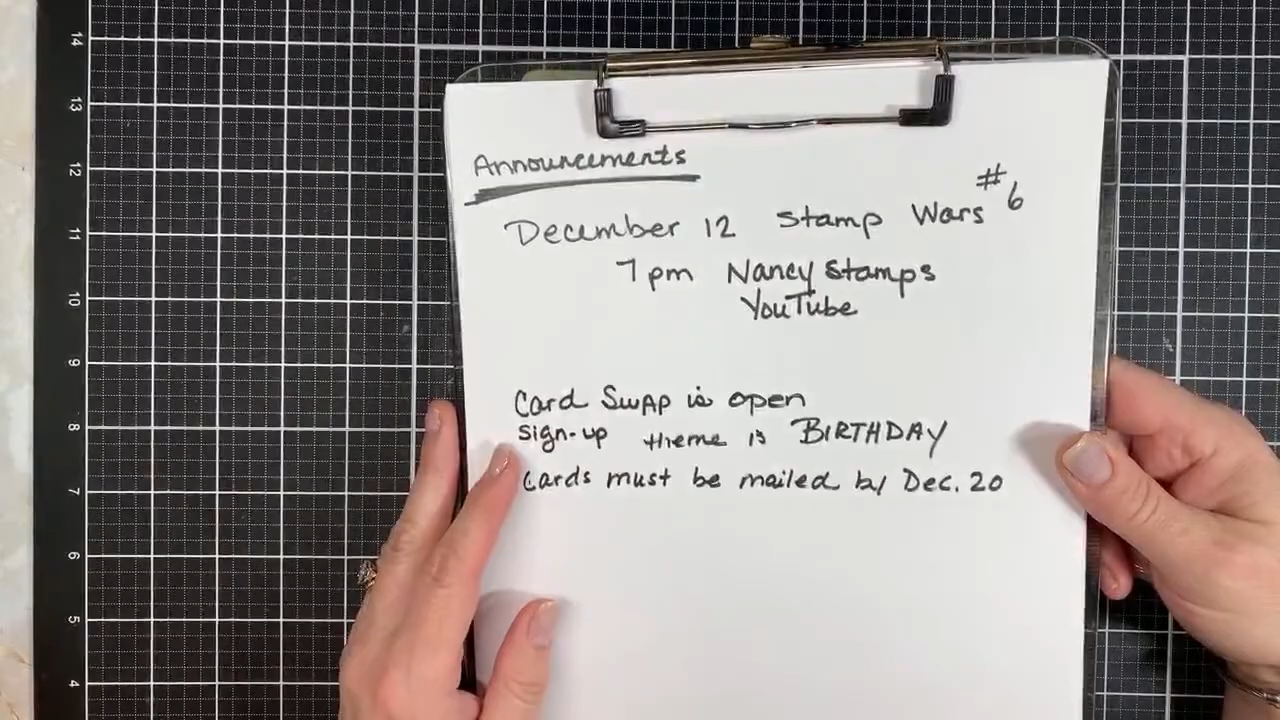 14
13
12
11
10
9
8
7
6
5
4
Announcements
December 12 Stamp Wars #6
7pm Nancy Stamps
YouTube
Card Swap is open
sign-up theme is BIRTHDAY
Cards must be mailed by Dec. 20